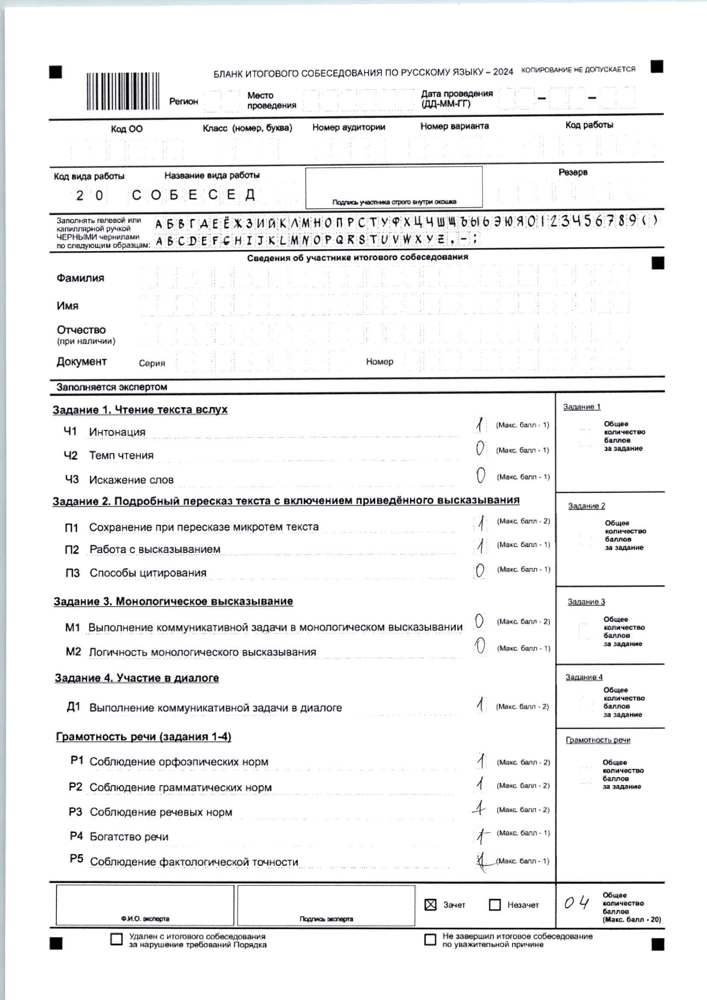 БЛАНК ИТОГОВОГО СОБЕСЕДОВАНИЯ ПО РУССКОМУ ЯЗЫКУ – 2024 КОПИРОВАНИЕ НЕ ДОПУСКАЕТСЯ
Регион Место проведения Дата проведения (ДД-ММ-ГГ) – –
Код ОО Класс (номер, буква) Номер аудитории Номер варианта Код работы
Код вида работы Название вида работы Резерв
20 СОБЕСЕД
Подпись участника строго внутри окошка
Заполнять гелевой или
капиллярной ручкой
ЧЕРНЫМИ чернилами
по следующим образцам:
АБВГДЕЁЖЗИЙКЛМНОПРСТУФХЦЧШЩЪЫЬЭЮЯ0123456789()
ABCDEFGHIJKLMNOPQRSTUVWXYZ,-;
Сведения об участнике итогового собеседования
Фамилия
Имя
Отчество
(при наличии)
Документ Серия Номер
Заполняется экспертом
Задание 1. Чтение текста вслух
Ч1 Интонация 1 (Макс. балл - 1)
Ч2 Темп чтения 0 (Макс. балл - 1)
Ч3 Искажение слов 0 (Макс. балл - 1)
Задание 1
Общее
количество
баллов
за задание
Задание 2. Подробный пересказ текста с включением приведённого высказывания
П1 Сохранение при пересказе микротем текста 1 (Макс. балл - 2)
П2 Работа с высказыванием 1 (Макс. балл - 1)
П3 Способы цитирования 0 (Макс. балл - 1)
Задание 2
Общее
количество
баллов
за задание
Задание 3. Монологическое высказывание
М1 Выполнение коммуникативной задачи в монологическом высказывании 0 (Макс. балл - 2)
М2 Логичность монологического высказывания 0 (Макс. балл - 1)
Задание 3
Общее
количество
баллов
за задание
Задание 4. Участие в диалоге
Д1 Выполнение коммуникативной задачи в диалоге 1 (Макс. балл - 2)
Задание 4
Общее
количество
баллов
за задание
Грамотность речи (задания 1-4)
Р1 Соблюдение орфоэпических норм 1 (Макс. балл - 2)
Р2 Соблюдение грамматических норм 1 (Макс. балл - 2)
Р3 Соблюдение речевых норм 1 (Макс. балл - 2)
Р4 Богатство речи 1 (Макс. балл - 1)
Р5 Соблюдение фактологической точности (Макс. балл - 1)
Грамотность речи
Общее
количество
баллов
за задание
Ф.И.О. эксперта Подпись эксперта Зачет Незачет 04
Общее
количество
баллов
(Макс. балл - 20)
Удален с итогового собеседования
за нарушение требований Порядка
Не завершил итоговое собеседование
по уважительной причине